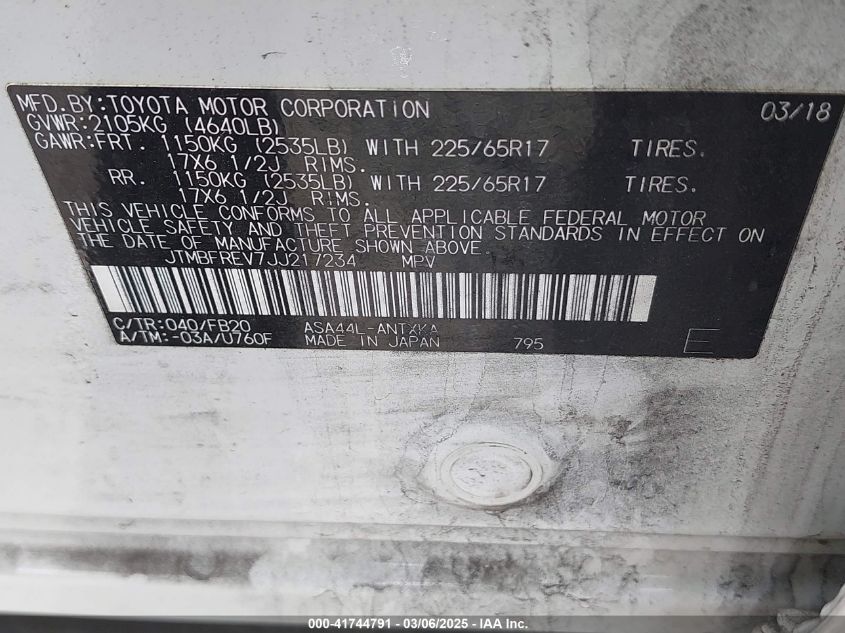 MFD.BY:TOYOTA MOTOR CORPORATION 03/18
GVWR:2105KG (4640LB)
GAWR:FRT. 1150KG (2535LB) WITH 225/65R17 TIRES.
17X6 1/2J RIMS.
RR. 1150KG (2535LB) WITH 225/65R17 TIRES.
17X6 1/2J RIMS.
THIS VEHICLE CONFORMS TO ALL APPLICABLE FEDERAL MOTOR
VEHICLE SAFETY AND THEFT PREVENTION STANDARDS IN EFFECT ON
THE DATE OF MANUFACTURE SHOWN ABOVE.
JTMBFREV7JJ217234 MPV
C/TR:040/FB20 ASA44L-ANTXKA
A/TM:-03A/U760F MADE IN JAPAN 795 E
000-41744791 - 03/06/2025 - IAA Inc.